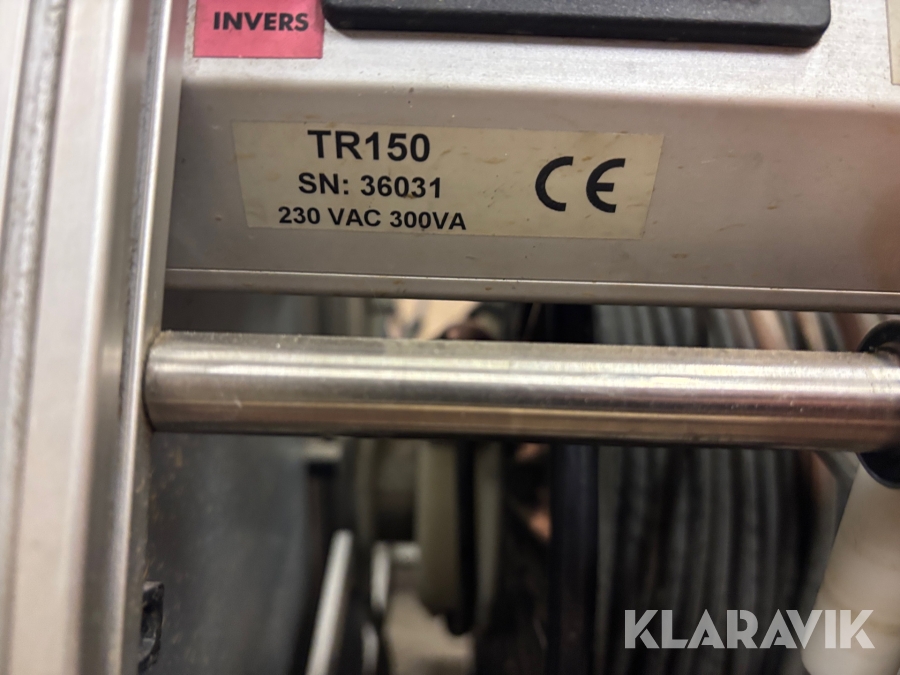 INVERS
TR150
SN: 36031
230 VAC 300VA
CE
KLARAVIK